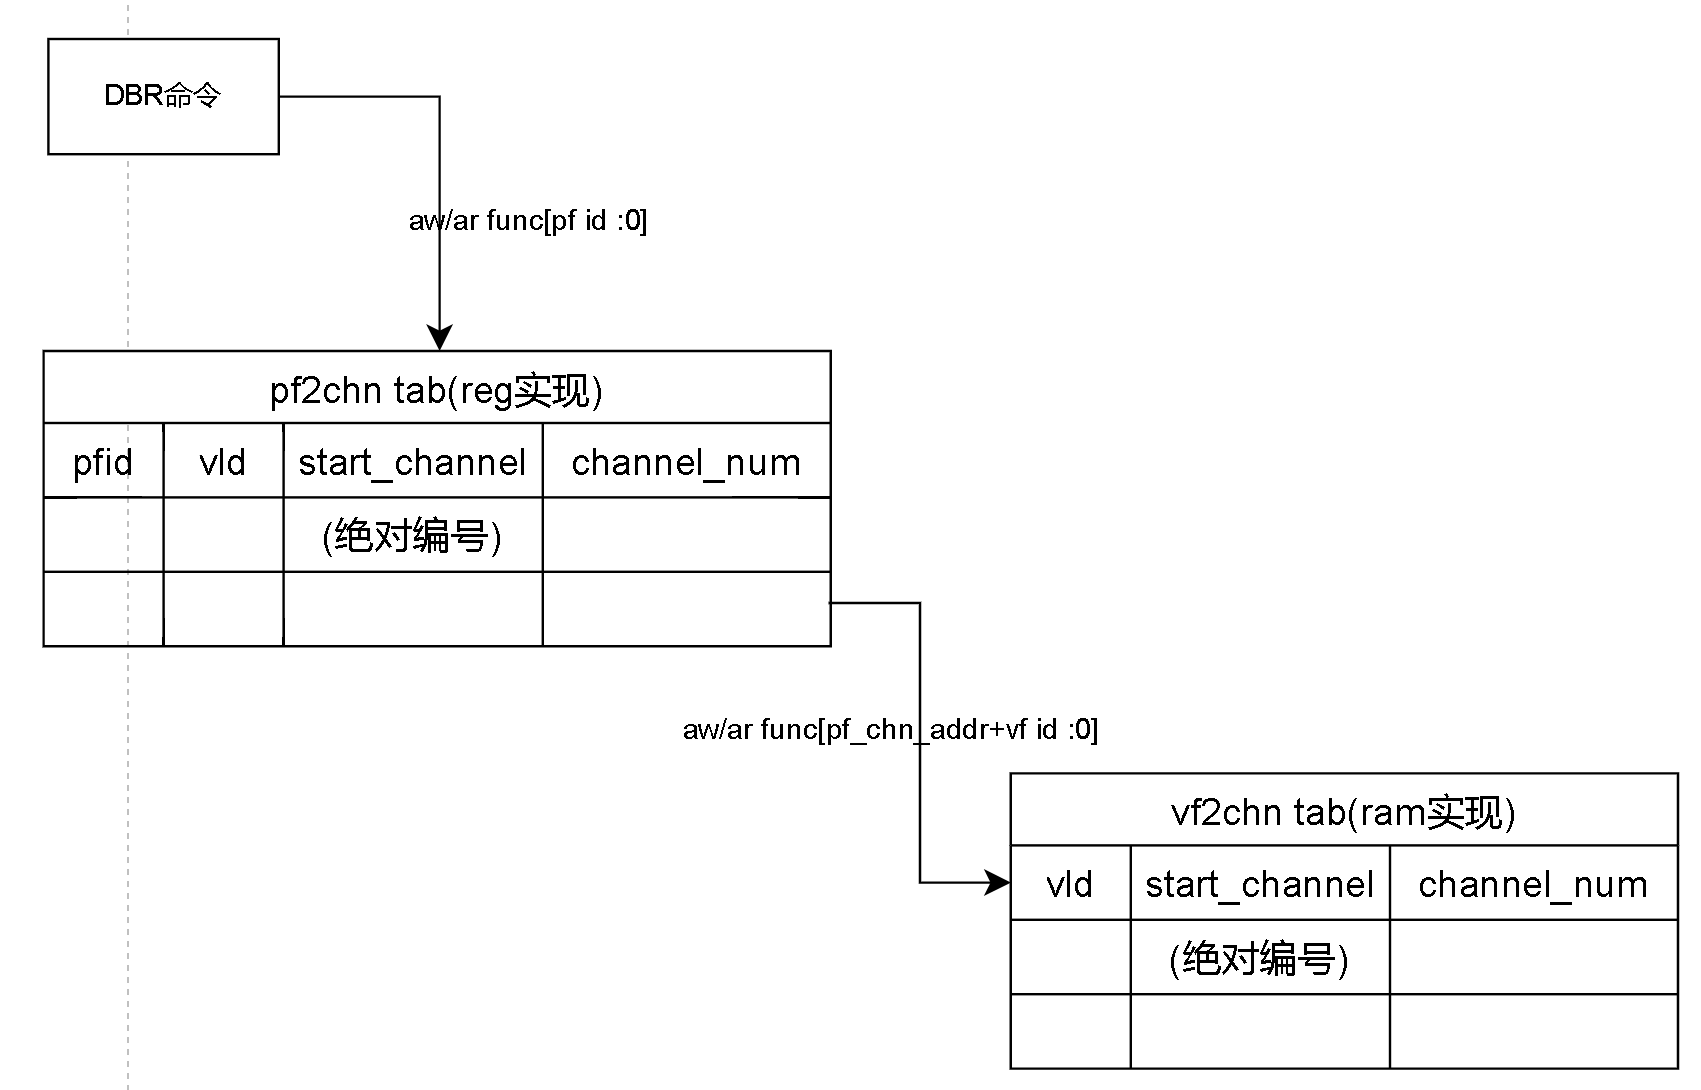 DBR命令
aw/ar func[pf id :0]
pf2chn tab(reg实现)
pfid vld start_channel channel_num
(绝对编号)
aw/ar func[pf_chn_addr+vf id :0]
vf2chn tab(ram实现)
vld start_channel channel_num
(绝对编号)